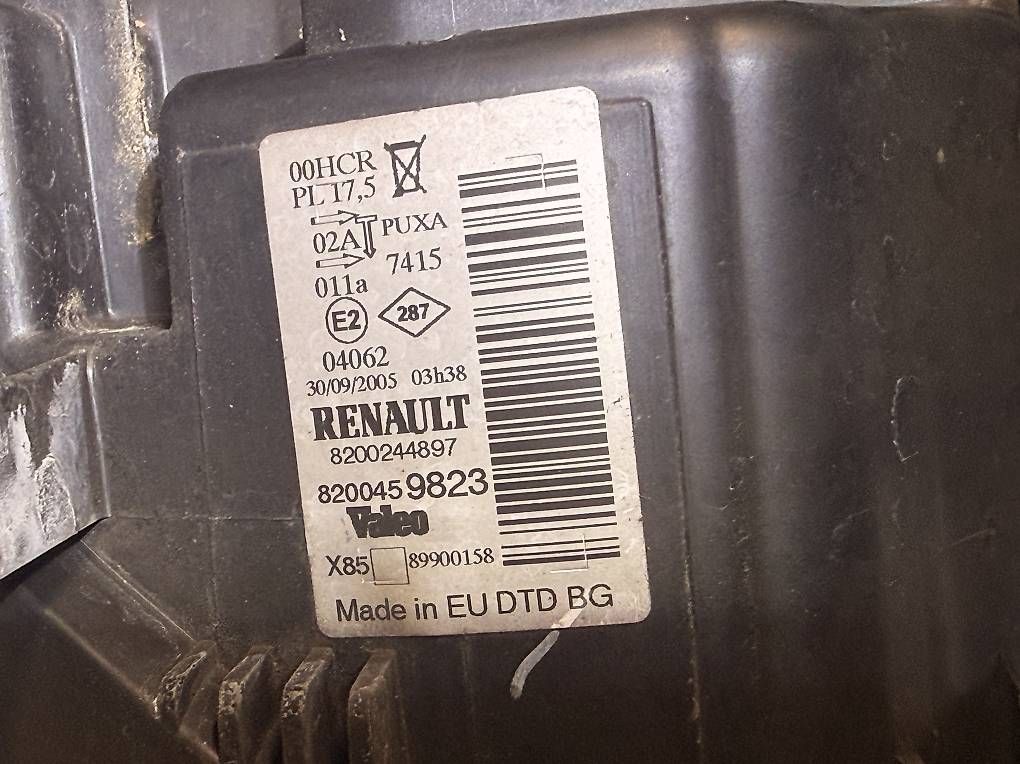 00HCR
PL 17,5
02A PUXA
7415
011a
E2 287
04062
30/09/2005 03h38
RENAULT
8200244897
8200459823
Valeo
X85 89900158
Made in EU DTD BG